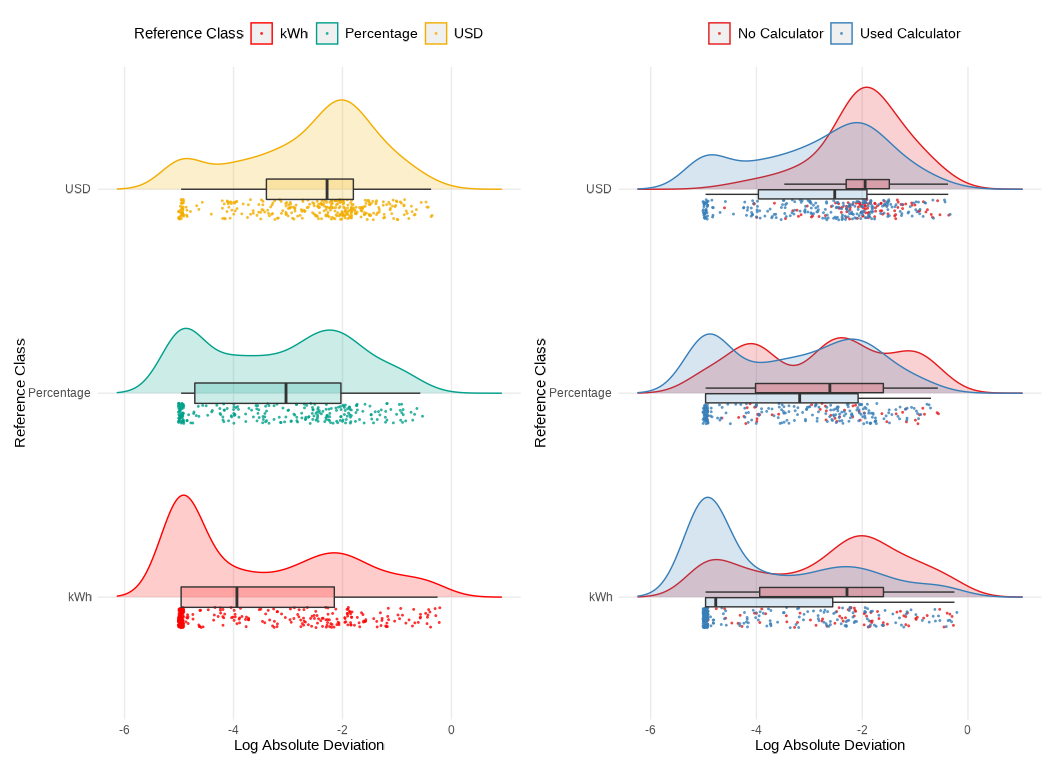 Reference Class kWh Percentage USD
USD
Percentage
kWh
Reference Class
-6 -4 -2 0
Log Absolute Deviation
No Calculator Used Calculator
USD
Percentage
kWh
Reference Class
-6 -4 -2 0
Log Absolute Deviation